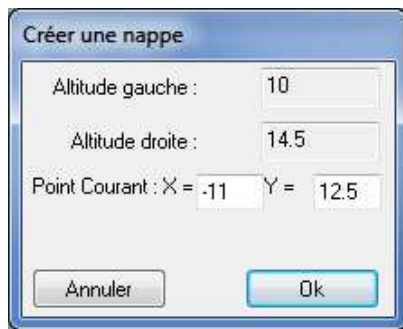 Créer une nappe
Altitude gauche : 10
Altitude droite : 14.5
Point Courant : X = -11 Y = 12.5
Annuler Ok